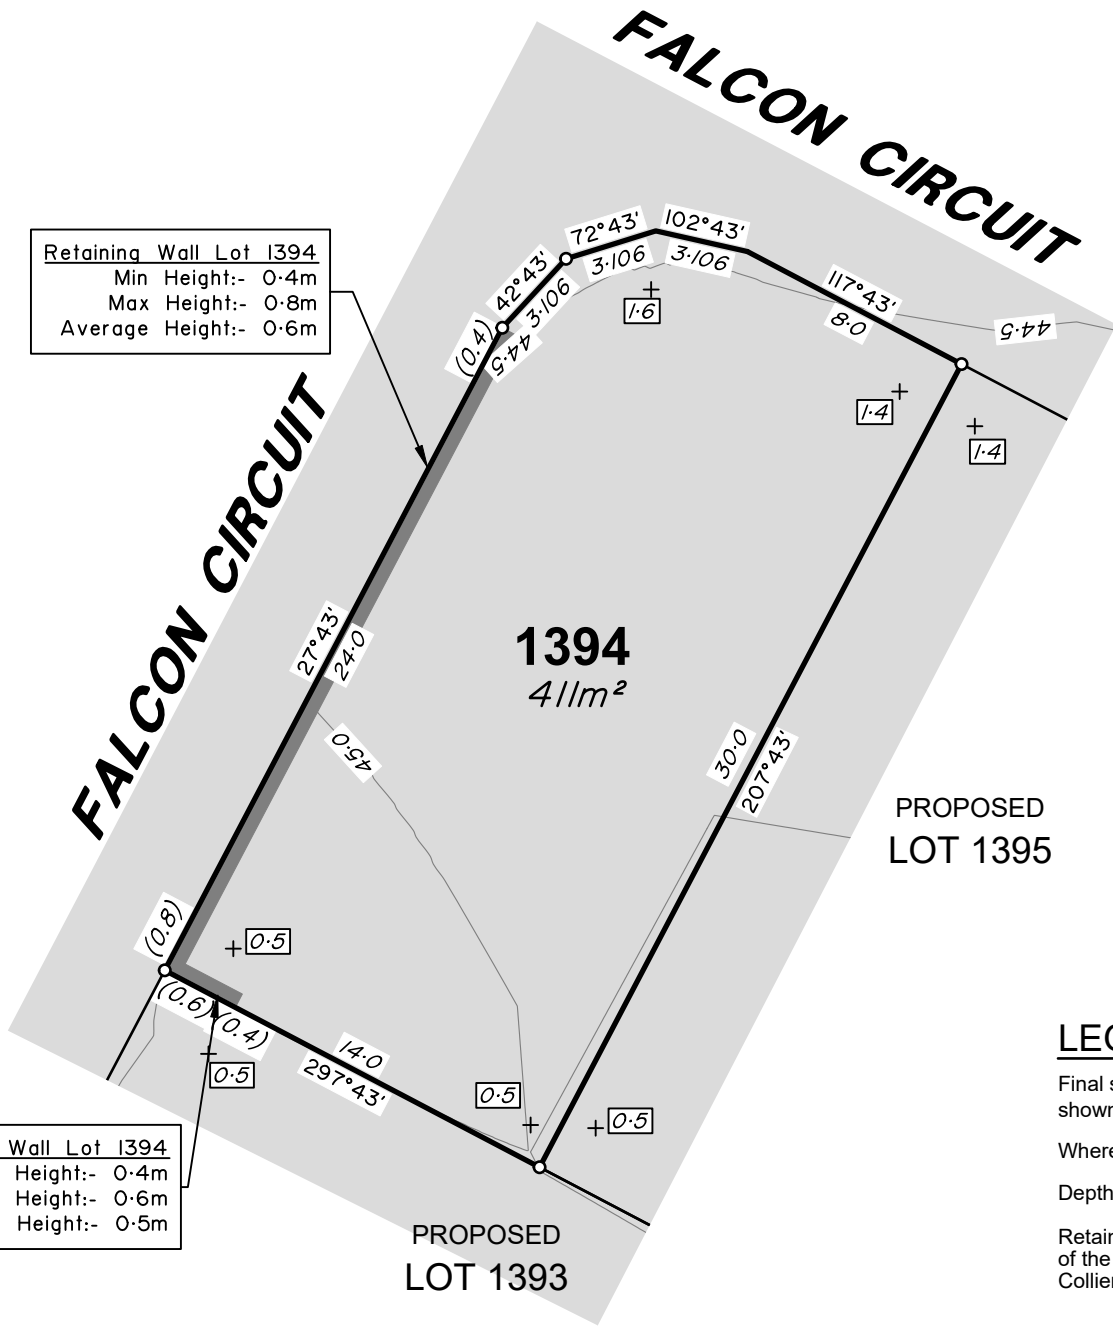 FALCON CIRCUIT
Retaining Wall Lot 1394
Min Height:- 0·4m
Max Height:- 0·8m
Average Height:- 0·6m
72°43'
3·106
102°43'
3·106
42°43'
3·106
117°43'
8·0
1·6
44·5
(0.4)
44·5
1·4
1·4
FALCON CIRCUIT
27°43'
24·0
1394
411m²
45·0
30·0
207°43'
PROPOSED
LOT 1395
(0.8)
0·5
(0.6)
(0.4)
0·5
14·0
297°43'
0·5
0·5
Wall Lot 1394
Height:- 0·4m
Height:- 0·6m
Height:- 0·5m
PROPOSED
LOT 1393
Final
shown
Where
Depth
of the